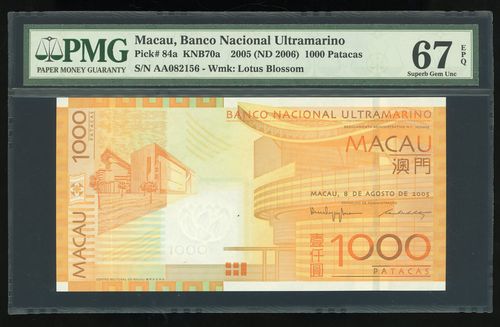 PMG
PAPER MONEY GUARANTY
Macau, Banco Nacional Ultramarino
Pick# 84a KNB70a 2005 (ND 2006) 1000 Patacas
S/N AA082156 - Wmk: Lotus Blossom
67 EPQ
Superb Gem Unc
BANCO NACIONAL ULTRAMARINO
MACAU
澳門
MACAU, 8 DE AGOSTO DE 2005
壹仟圓
1000
PATACAS
MACAU 1000
PATACAS
1000